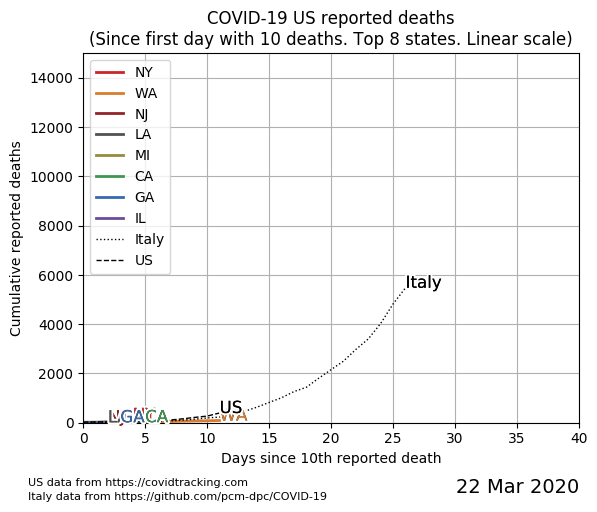 COVID-19 US reported deaths
(Since first day with 10 deaths. Top 8 states. Linear scale)
14000
12000
10000
8000
6000
4000
2000
0
Cumulative reported deaths
NY
WA
NJ
LA
MI
CA
GA
IL
Italy
US
Italy
US
WA
GA
CA
0 5 10 15 20 25 30 35 40
Days since 10th reported death
US data from https://covidtracking.com
Italy data from https://github.com/pcm-dpc/COVID-19
22 Mar 2020